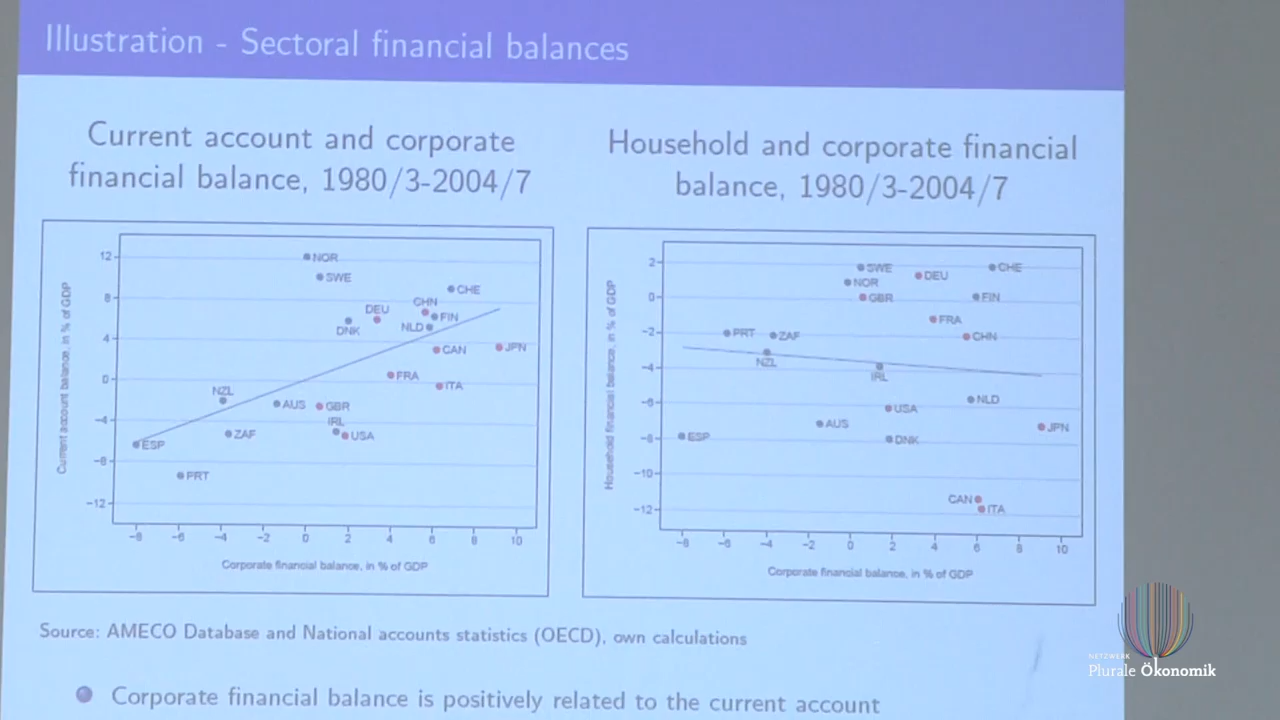 Illustration - Sectoral financial balances
Current account and corporate
financial balance, 1980/3-2004/7
Household and corporate financial
balance, 1980/3-2004/7
Current account balance, in % of GDP
12
8
4
0
−4
−8
−12
NOR
SWE
CHE
CHN
DEU
FIN
DNK
NLD
CAN
JPN
FRA
ITA
NZL
AUS
GBR
IRL
ZAF
USA
ESP
PRT
−8 −6 −4 −2 0 2 4 6 8 10
Corporate financial balance, in % of GDP
Household financial balance, in % of GDP
2
0
−2
−4
−6
−8
−10
−12
SWE
DEU
CHE
NOR
GBR
FIN
FRA
PRT
ZAF
CHN
NZL
IRL
NLD
USA
AUS
JPN
ESP
DNK
CAN
ITA
−8 −6 −4 −2 0 2 4 6 8 10
Corporate financial balance, in % of GDP
Source: AMECO Database and National accounts statistics (OECD), own calculations
Corporate financial balance is positively related to the current account
NETZWERK
Plurale Ökonomik